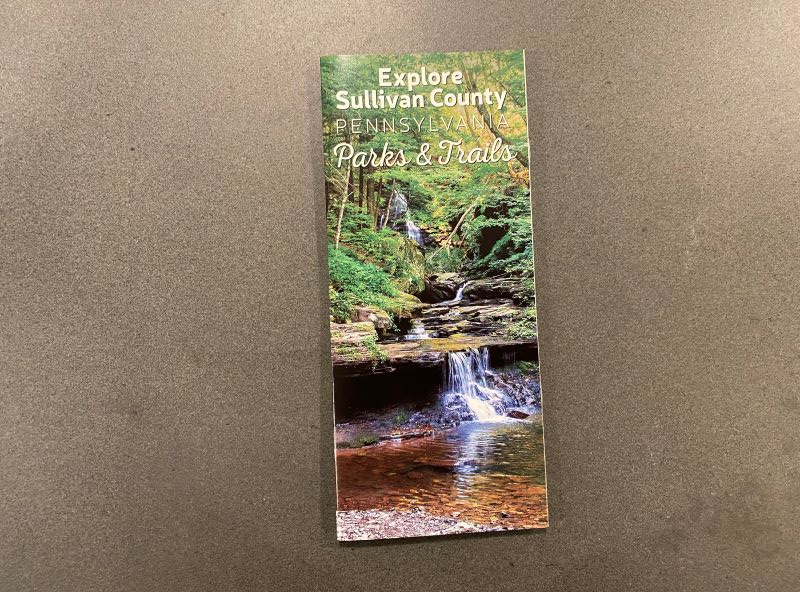 Explore
Sullivan County
PENNSYLVANIA
Parks & Trails